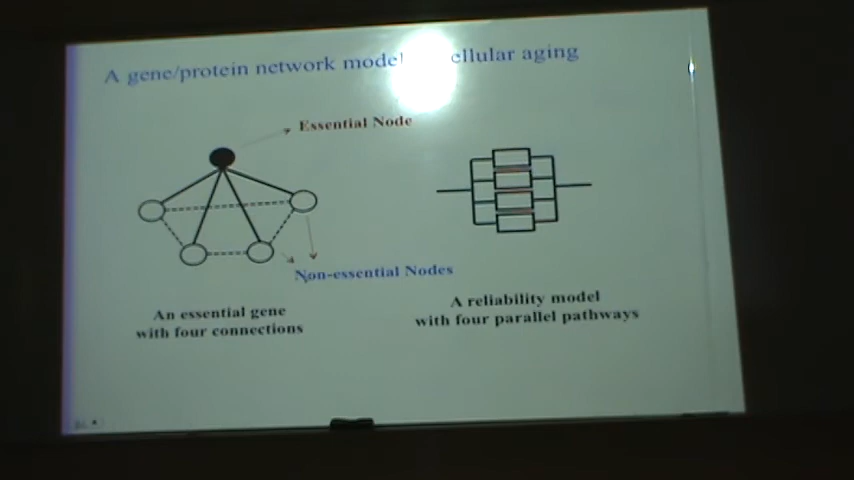 A gene/protein network model ellular aging
Essential Node
Non-essential Nodes
An essential gene
with four connections
A reliability model
with four parallel pathways